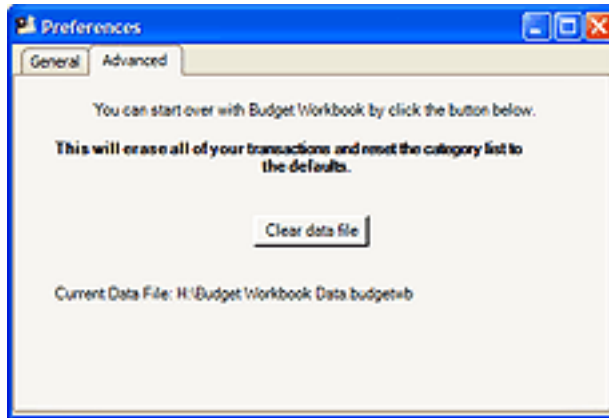 Preferences
General Advanced
You can start over with Budget Workbook by click the button below.
This will erase all of your transactions and reset the category list to
the defaults.
Clear data file
Current Data File: H:\Budget Workbook Data.budgetwb